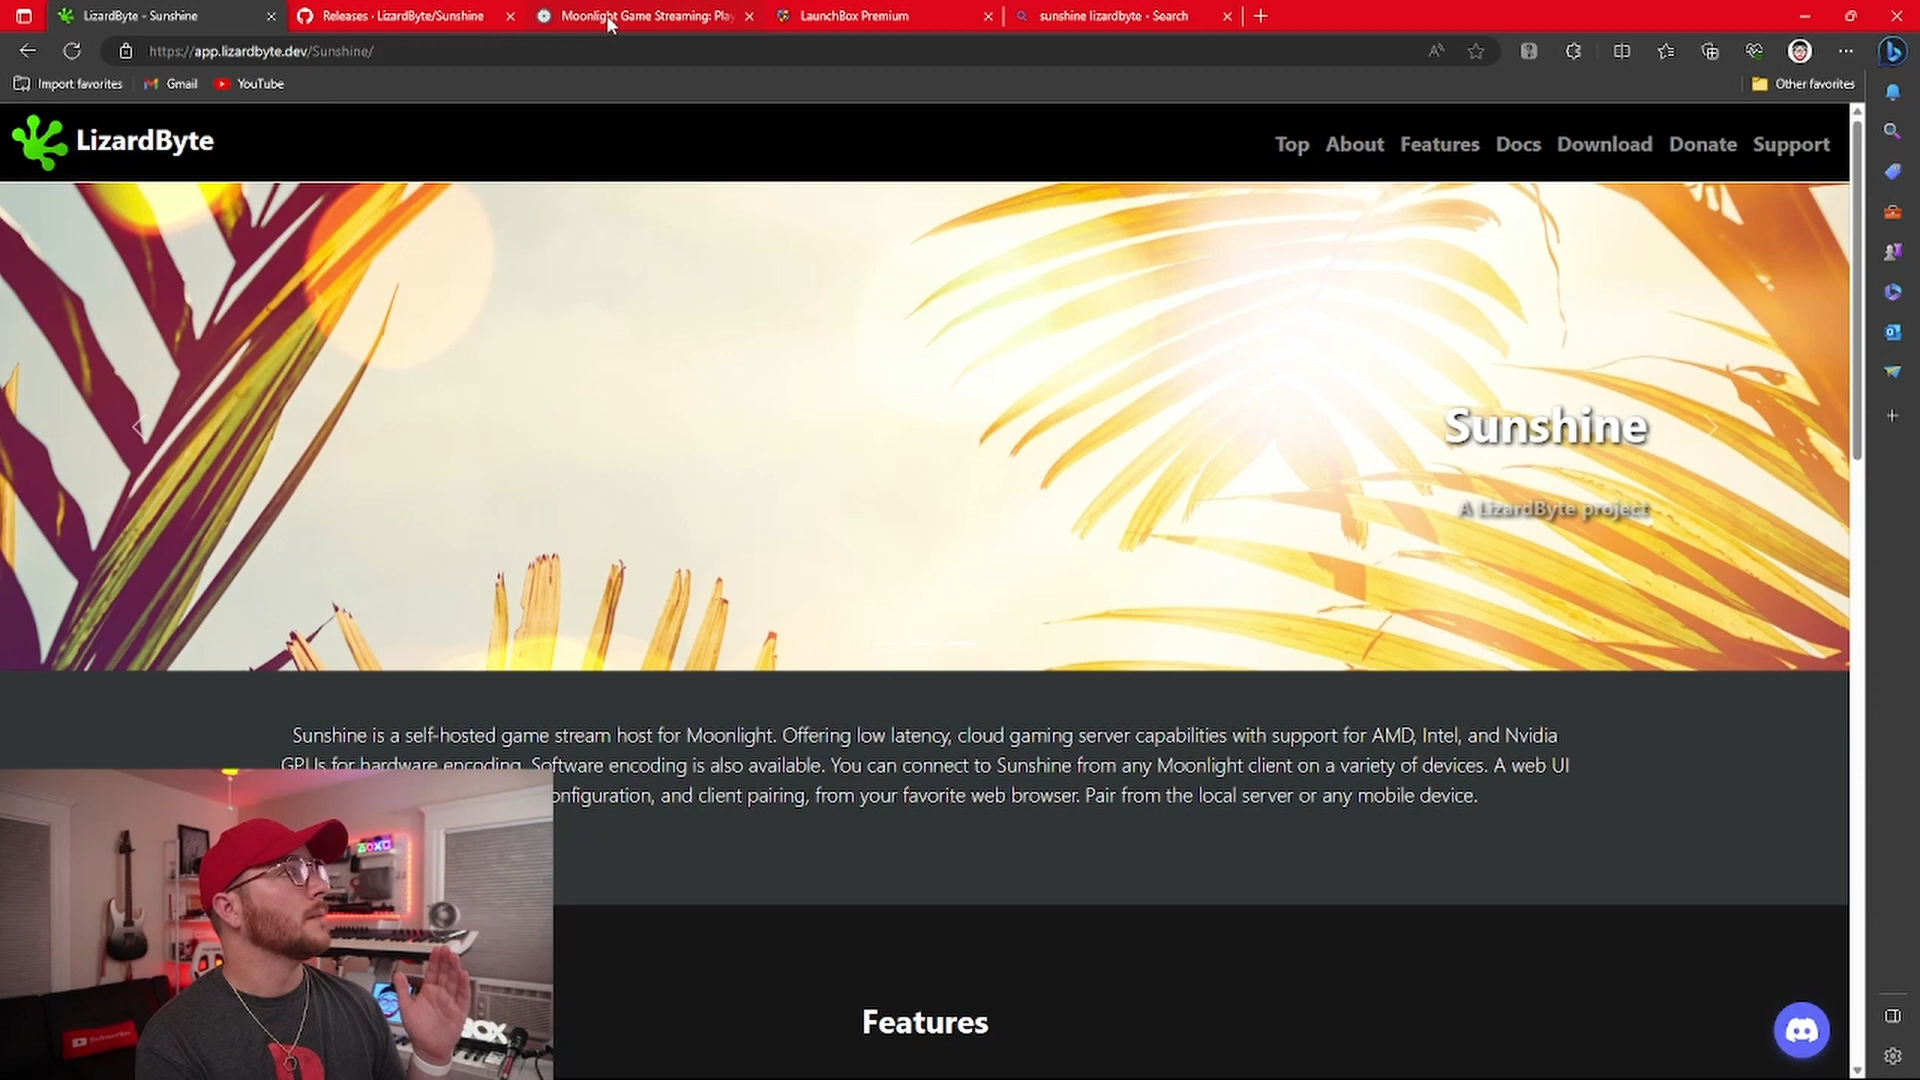 LizardByte - Sunshine
Releases · LizardByte/Sunshine
Moonlight Game Streaming: Play
LaunchBox Premium
sunshine lizardbyte - Search
https://app.lizardbyte.dev/Sunshine/
Import favorites
Gmail
YouTube
Other favorites
LizardByte
Top About Features Docs Download Donate Support
Sunshine
A LizardByte project
Sunshine is a self-hosted game stream host for Moonlight. Offering low latency, cloud gaming server capabilities with support for AMD, Intel, and Nvidia
GPUs for hardware encoding. Software encoding is also available. You can connect to Sunshine from any Moonlight client on a variety of devices. A web UI
onfiguration, and client pairing, from your favorite web browser. Pair from the local server or any mobile device.
Features